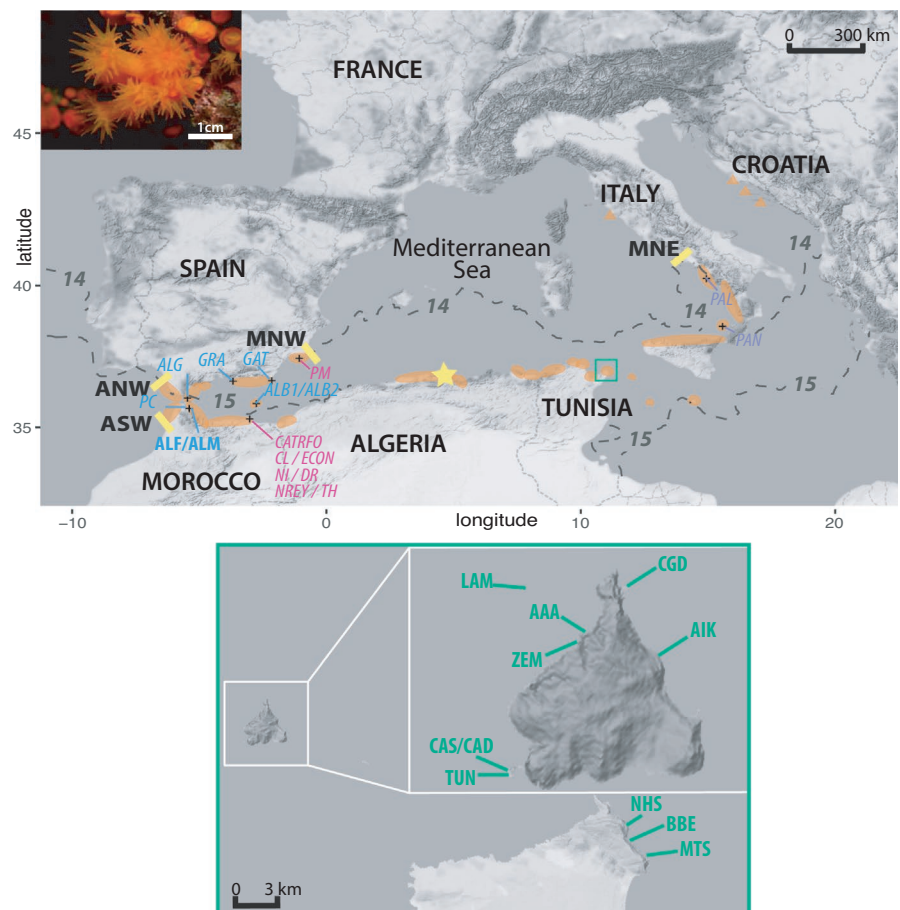 1cm
0 300 km
FRANCE
45
CROATIA
ITALY
latitude
Mediterranean
Sea
MNE
14
14
SPAIN
40
PAL
14
14
MNW
PAN
ALG
GRA
GAT
PM
ANW
ALB1/ALB2
PC
15
15
ASW
TUNISIA
35
ALF/ALM
CATRFO
ALGERIA
15
CL / ECON
MOROCCO
NI / DR
NREY / TH
−10
0
longitude
10
20
LAM
CGD
AAA
AIK
ZEM
CAS/CAD
TUN
NHS
BBE
MTS
0 3 km